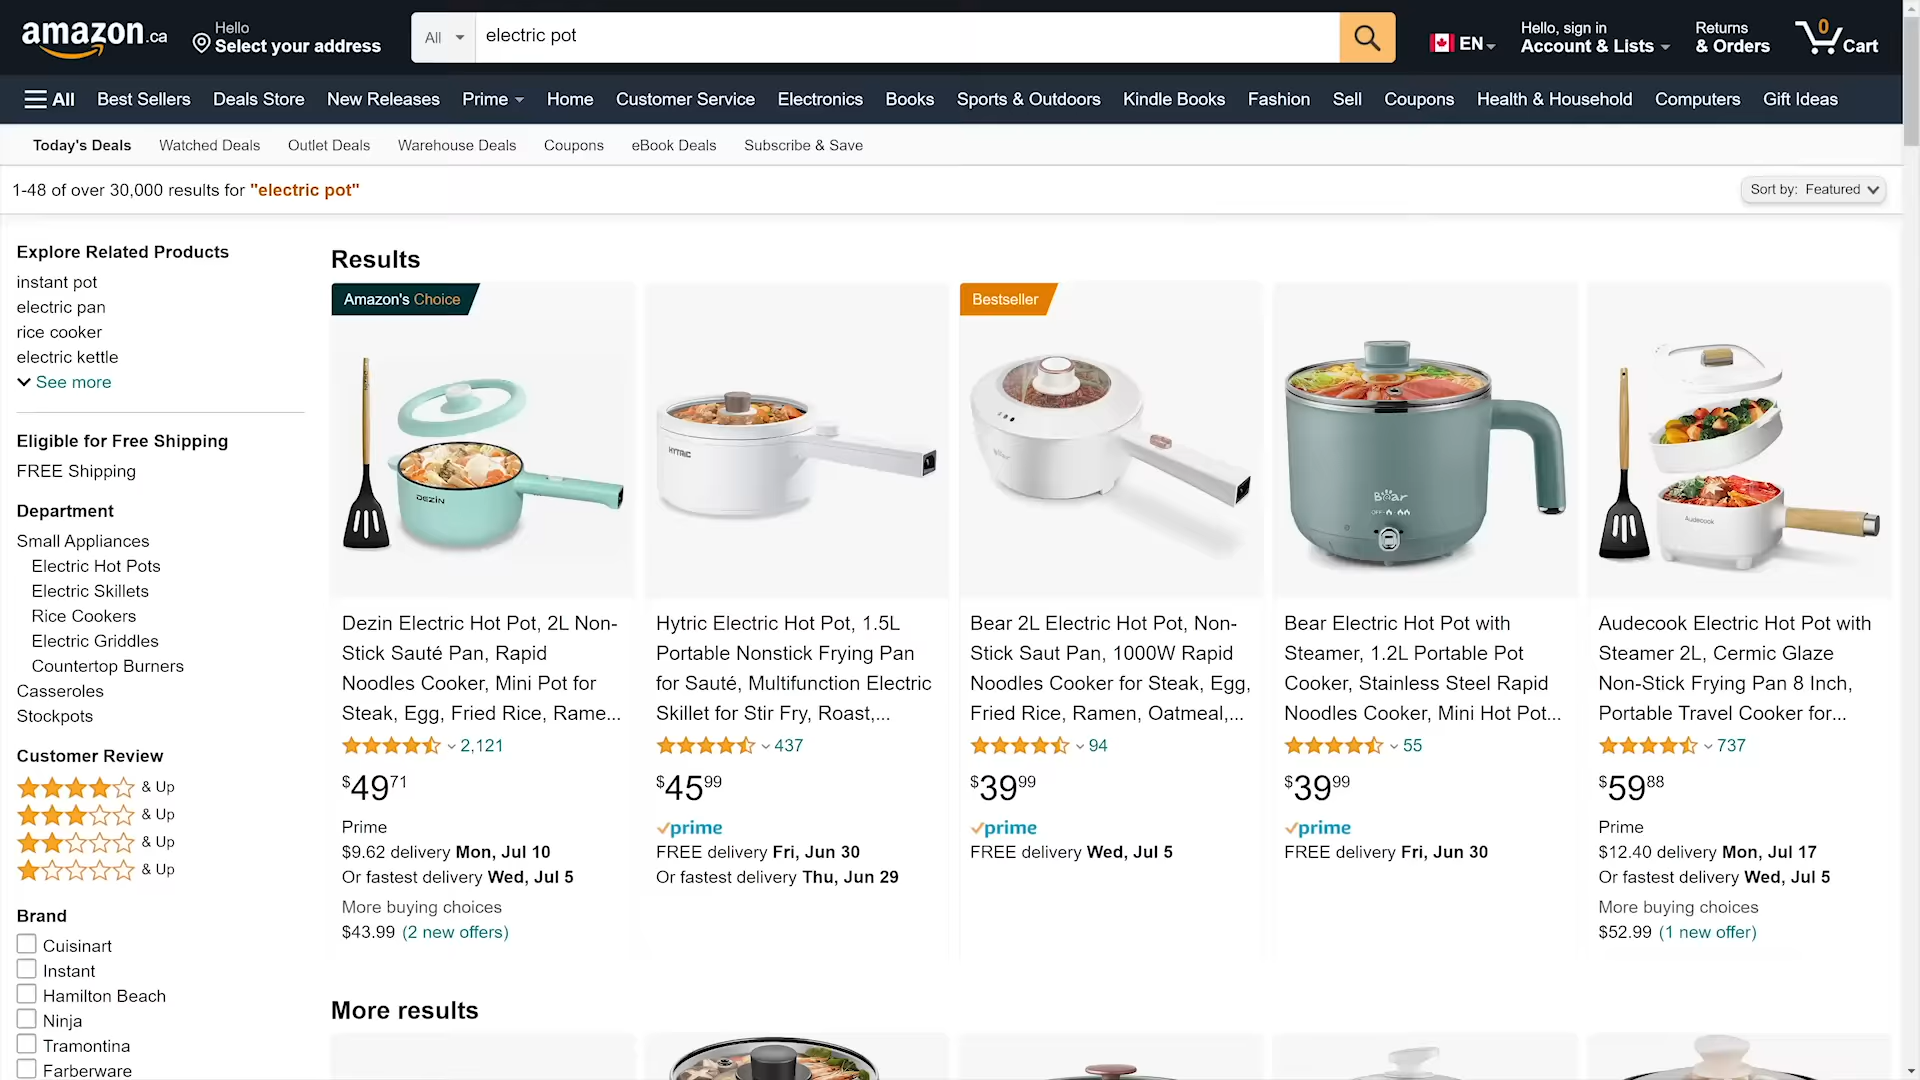 amazon.ca
Hello
Select your address
All
electric pot
EN
Hello, sign in
Account & Lists
Returns
& Orders
0
Cart
All
Best Sellers
Deals Store
New Releases
Prime
Home
Customer Service
Electronics
Books
Sports & Outdoors
Kindle Books
Fashion
Sell
Coupons
Health & Household
Computers
Gift Ideas
Today's Deals
Watched Deals
Outlet Deals
Warehouse Deals
Coupons
eBook Deals
Subscribe & Save
1-48 of over 30,000 results for "electric pot"
Sort by: Featured
Explore Related Products
instant pot
electric pan
rice cooker
electric kettle
See more
Eligible for Free Shipping
FREE Shipping
Department
Small Appliances
Electric Hot Pots
Electric Skillets
Rice Cookers
Electric Griddles
Countertop Burners
Casseroles
Stockpots
Customer Review
& Up
& Up
& Up
& Up
Brand
Cuisinart
Instant
Hamilton Beach
Ninja
Tramontina
Farberware
Results
Amazon's Choice
DEZIN
Dezin Electric Hot Pot, 2L Non-
Stick Sauté Pan, Rapid
Noodles Cooker, Mini Pot for
Steak, Egg, Fried Rice, Rame...
2,121
$49.71
Prime
$9.62 delivery Mon, Jul 10
Or fastest delivery Wed, Jul 5
More buying choices
$43.99 (2 new offers)
HYTRIC
Hytric Electric Hot Pot, 1.5L
Portable Nonstick Frying Pan
for Sauté, Multifunction Electric
Skillet for Stir Fry, Roast,...
437
$45.99
prime
FREE delivery Fri, Jun 30
Or fastest delivery Thu, Jun 29
Bestseller
Bear
Bear 2L Electric Hot Pot, Non-
Stick Saut Pan, 1000W Rapid
Noodles Cooker for Steak, Egg,
Fried Rice, Ramen, Oatmeal,...
94
$39.99
prime
FREE delivery Wed, Jul 5
Bear
OFF
Bear Electric Hot Pot with
Steamer, 1.2L Portable Pot
Cooker, Stainless Steel Rapid
Noodles Cooker, Mini Hot Pot...
55
$39.99
prime
FREE delivery Fri, Jun 30
Audecook
Audecook Electric Hot Pot with
Steamer 2L, Cermic Glaze
Non-Stick Frying Pan 8 Inch,
Portable Travel Cooker for...
737
$59.88
Prime
$12.40 delivery Mon, Jul 17
Or fastest delivery Wed, Jul 5
More buying choices
$52.99 (1 new offer)
More results